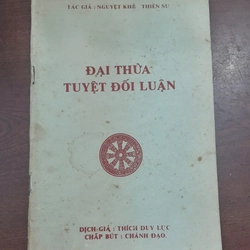 TÁC GIẢ : NGUYỆT KHÊ THIỀN SƯ
ĐẠI THỪA
TUYỆT ĐỐI LUẬN
DỊCH-GIẢ : THÍCH DUY LỰC
CHẤP BÚT : CHÁNH ĐẠO